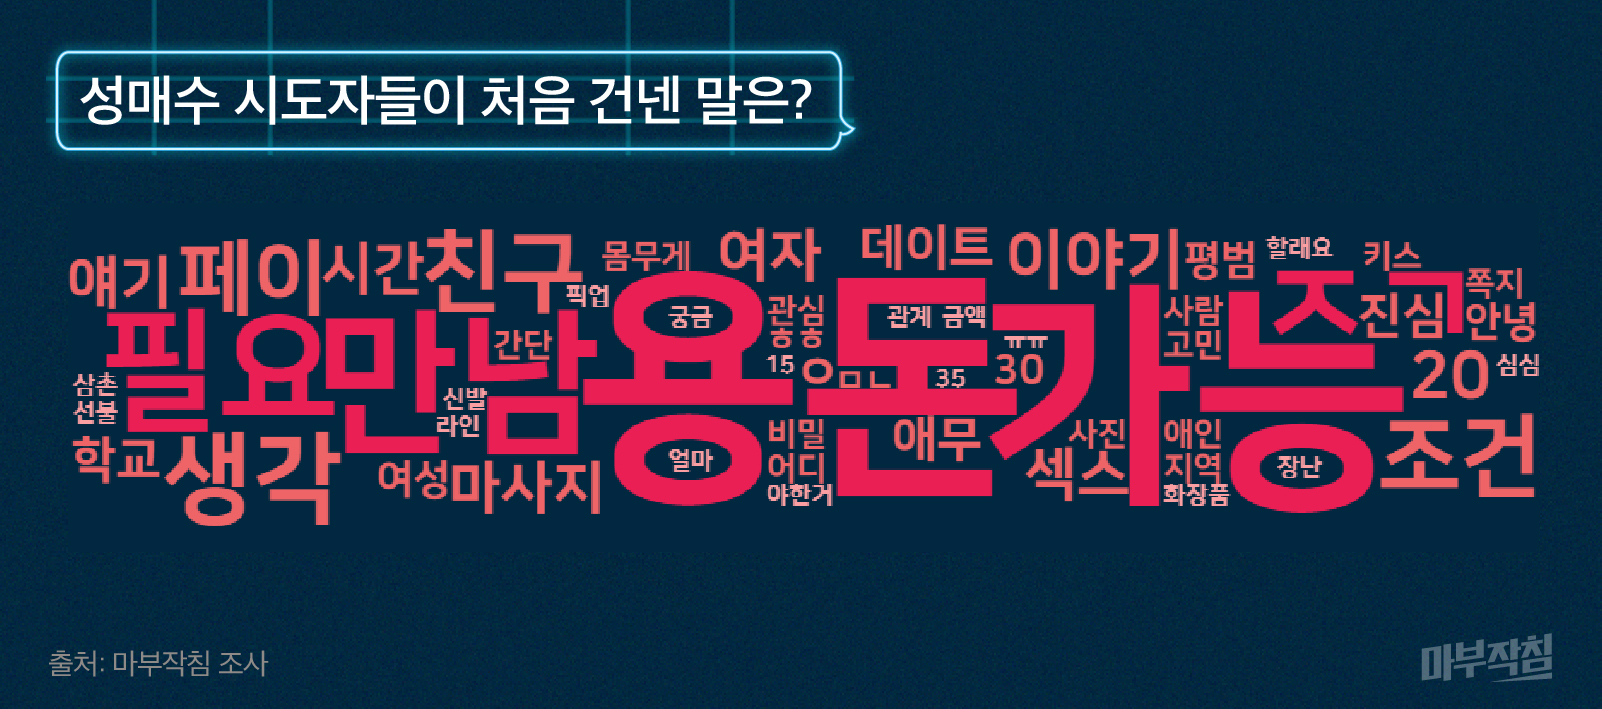 성매수 시도자들이 처음 건넨 말은?
얘기 페이 시간 친구 몸무게 여자 데이트 이야기 평범 할래요 키스
픽업 쪽지
필요 만남 용돈 가능
궁금 관심 관계 금액 사람 진심 안녕
간단 ㅎㅎ ㅠㅠ 고민
15 ㅇㅁㄴ 35 30 20 심심
삼촌 신발
선불 라인
학교 생각 여성 마사지 얼마 비밀 애무 사진 애인 장난 조건
어디 섹스 지역
야한거 화장품
ㄱ
출처: 마부작침 조사
마부작침